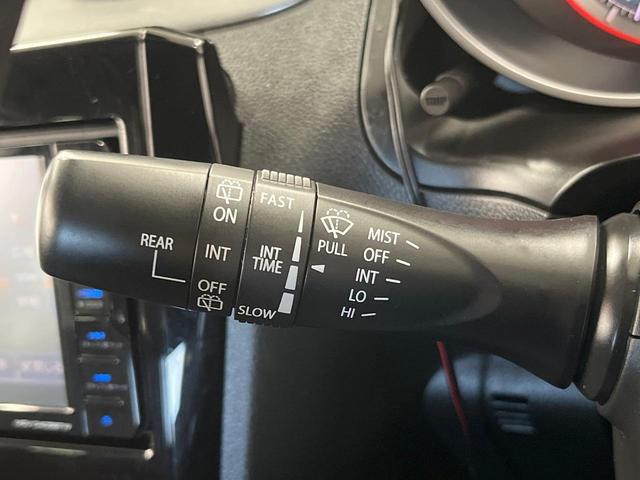 REAR
ON
INT
OFF
FAST
INT
TIME
SLOW
PULL
MIST
OFF
INT
LO
HI